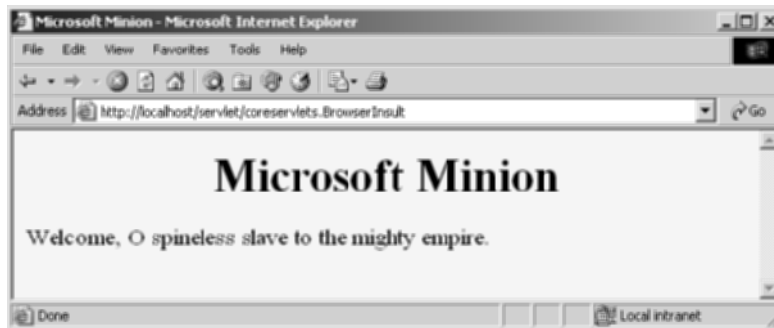 Microsoft Minion - Microsoft Internet Explorer
File Edit View Favorites Tools Help
Address http://localhost/servlet/coreservlets.BrowserInsult Go
Microsoft Minion
Welcome, O spineless slave to the mighty empire.
Done Local intranet